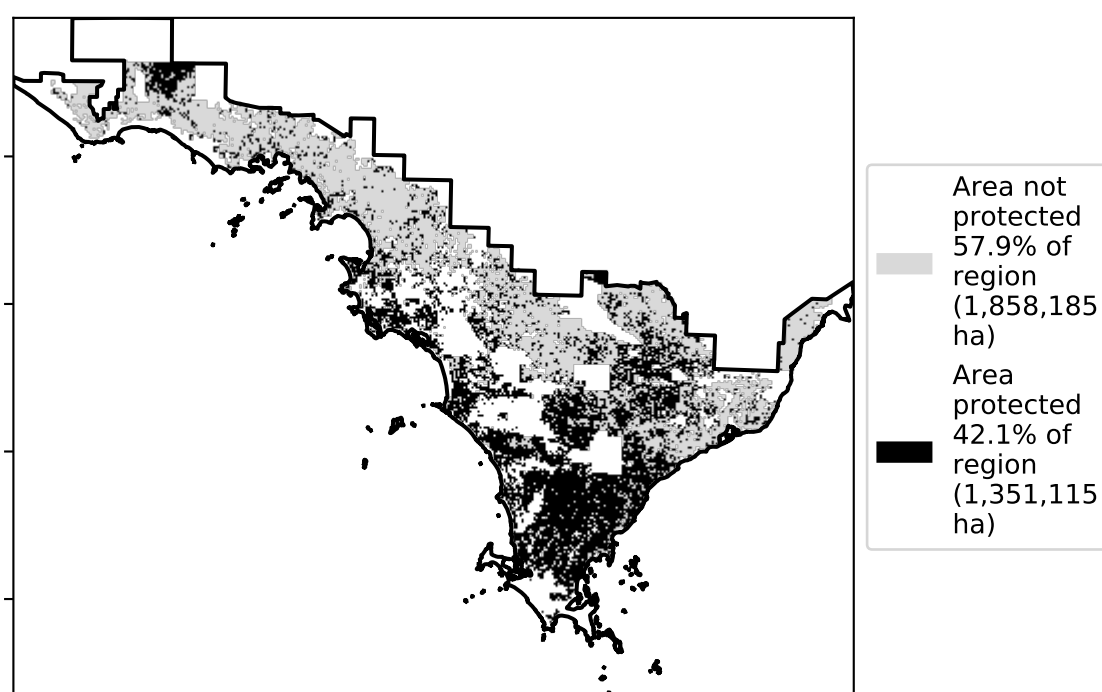 Area not
protected
57.9% of
region
(1,858,185
ha)
Area
protected
42.1% of
region
(1,351,115
ha)